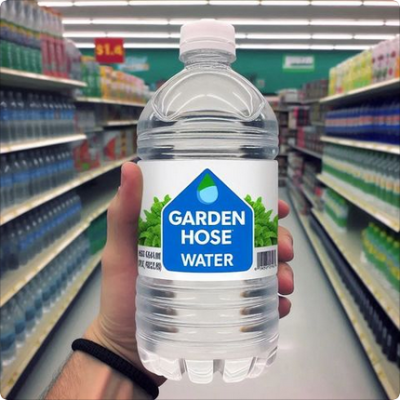 $1.4
GARDEN
HOSE
WATER